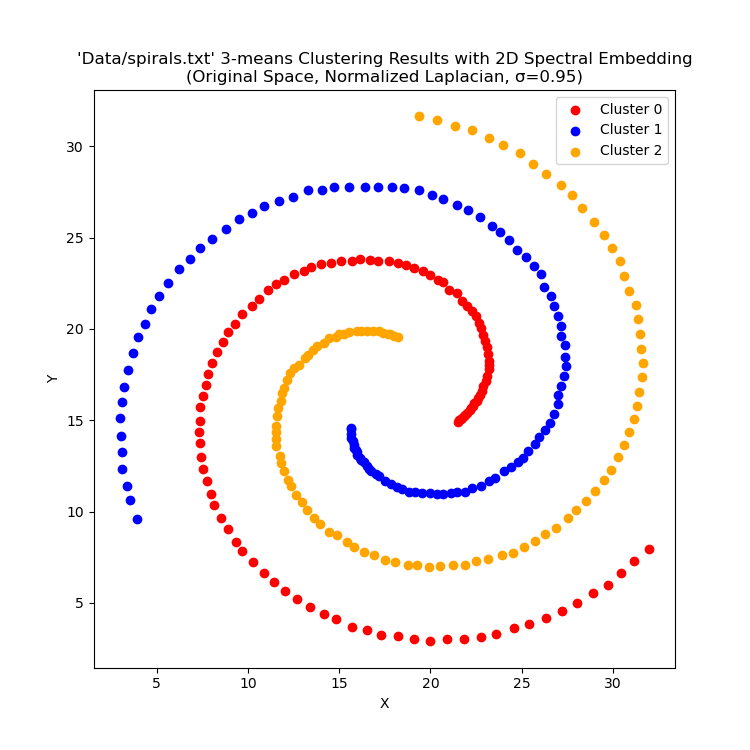 'Data/spirals.txt' 3-means Clustering Results with 2D Spectral Embedding
(Original Space, Normalized Laplacian, σ=0.95)
Cluster 0
Cluster 1
Cluster 2
30
25
20
15
10
5
Y
5
10
15
20
25
30
X